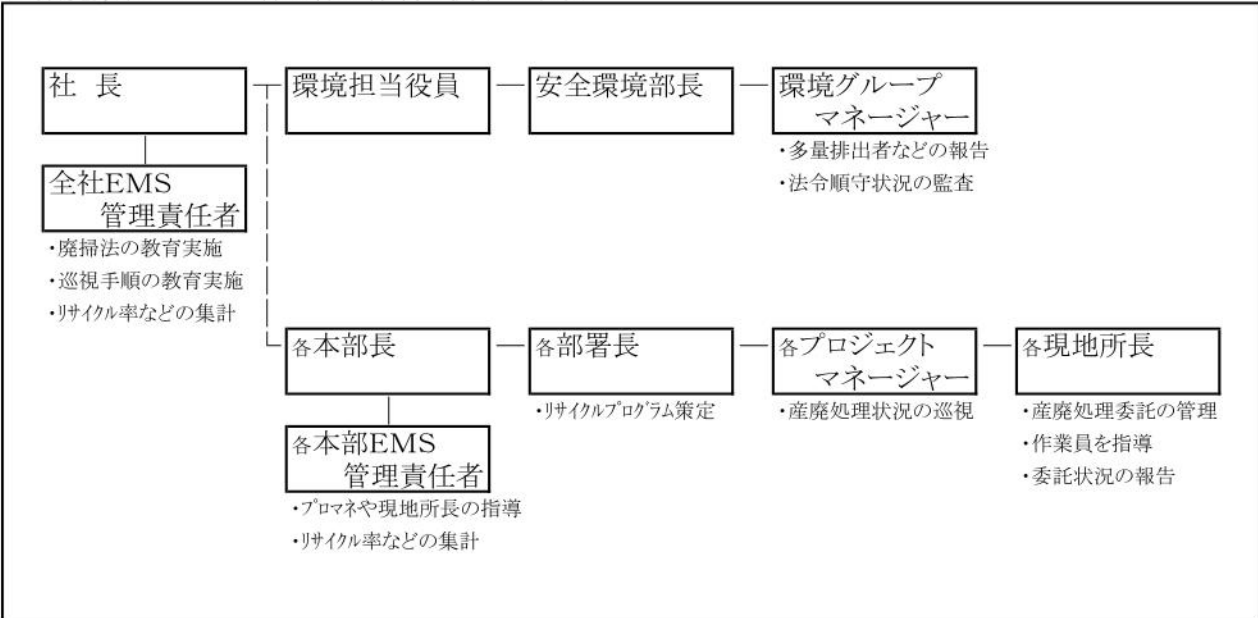 社 長
環境担当役員
安全環境部長
環境グループ
マネージャー
・多量排出者などの報告
・法令順守状況の監査
全社EMS
管理責任者
・廃掃法の教育実施
・巡視手順の教育実施
・ﾘｻｲｸﾙ率などの集計
各本部長
各部署長
・ﾘｻｲｸﾙﾌﾟﾛｸﾞﾗﾑ策定
各プロジェクト
マネージャー
・産廃処理状況の巡視
各現地所長
・産廃処理委託の管理
・作業員を指導
・委託状況の報告
各本部EMS
管理責任者
・ﾌﾟﾛﾏﾈや現地所長の指導
・ﾘｻｲｸﾙ率などの集計